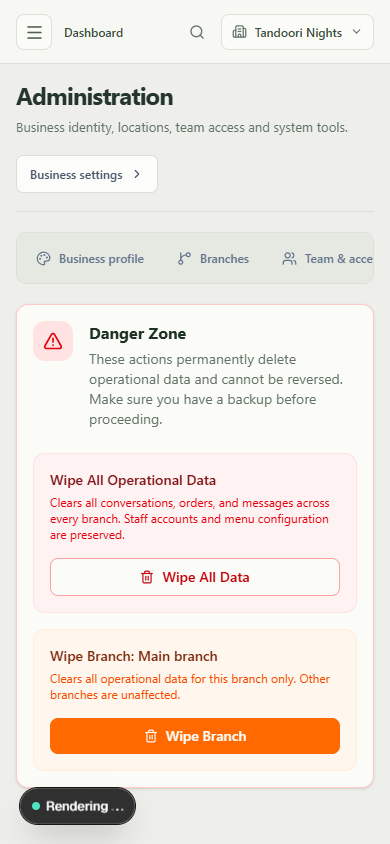 Dashboard
Tandoori Nights
Administration
Business identity, locations, team access and system tools.
Business settings
Business profile
Branches
Team & acce
Danger Zone
These actions permanently delete
operational data and cannot be reversed.
Make sure you have a backup before
proceeding.
Wipe All Operational Data
Clears all conversations, orders, and messages across
every branch. Staff accounts and menu configuration
are preserved.
Wipe All Data
Wipe Branch: Main branch
Clears all operational data for this branch only. Other
branches are unaffected.
Wipe Branch
Rendering ...